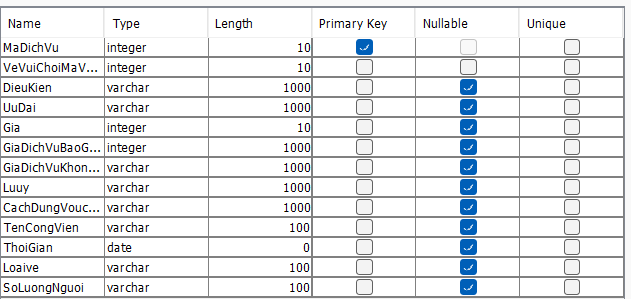 Name Type Length Primary Key Nullable Unique
MaDichVu integer 10
VeVuiChoiMaV... integer 10
DieuKien varchar 1000
UuDai varchar 1000
Gia integer 10
GiaDichVuBaoG... integer 1000
GiaDichVuKhon... varchar 1000
Luuy varchar 1000
CachDungVouc... varchar 1000
TenCongVien varchar 100
ThoiGian date 0
Loaive varchar 100
SoLuongNguoi varchar 100